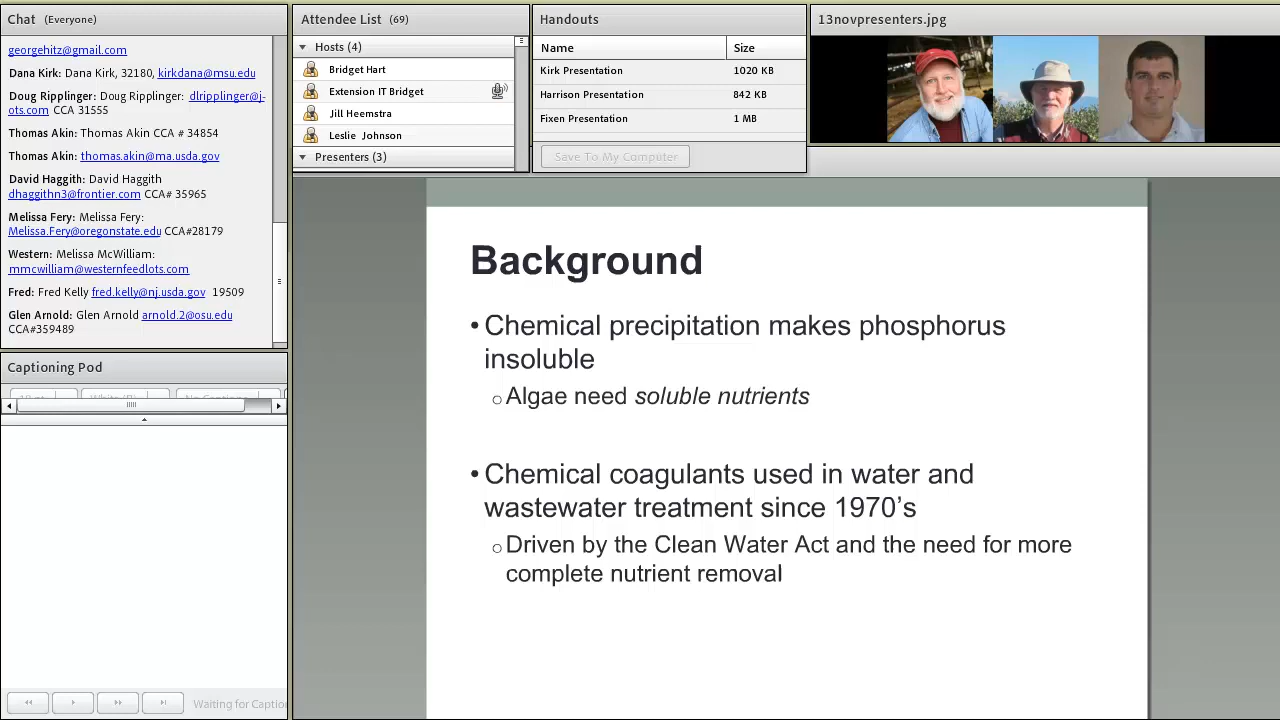 Chat (Everyone)
georgehitz@gmail.com
Dana Kirk: Dana Kirk, 32180, kirkdana@msu.edu
Doug Ripplinger: Doug Ripplinger: dlripplinger@j-
ots.com CCA 31555
Thomas Akin: Thomas Akin CCA # 34854
Thomas Akin: thomas.akin@ma.usda.gov
David Haggith: David Haggith
dhaggithn3@frontier.com CCA# 35965
Melissa Fery: Melissa Fery:
Melissa.Fery@oregonstate.edu CCA#28179
Western: Melissa McWilliam:
mmcwilliam@westernfeedlots.com
Fred: Fred Kelly fred.kelly@nj.usda.gov 19509
Glen Arnold: Glen Arnold arnold.2@osu.edu
CCA#359489
Captioning Pod
Waiting for Captio
Attendee List (69)
Hosts (4)
Bridget Hart
Extension IT Bridget
Jill Heemstra
Leslie Johnson
Presenters (3)
Handouts
Name Size
Kirk Presentation 1020 KB
Harrison Presentation 842 KB
Fixen Presentation 1 MB
Save To My Computer
13novpresenters.jpg
Background
• Chemical precipitation makes phosphorus
insoluble
○ Algae need soluble nutrients
• Chemical coagulants used in water and
wastewater treatment since 1970's
○ Driven by the Clean Water Act and the need for more
complete nutrient removal